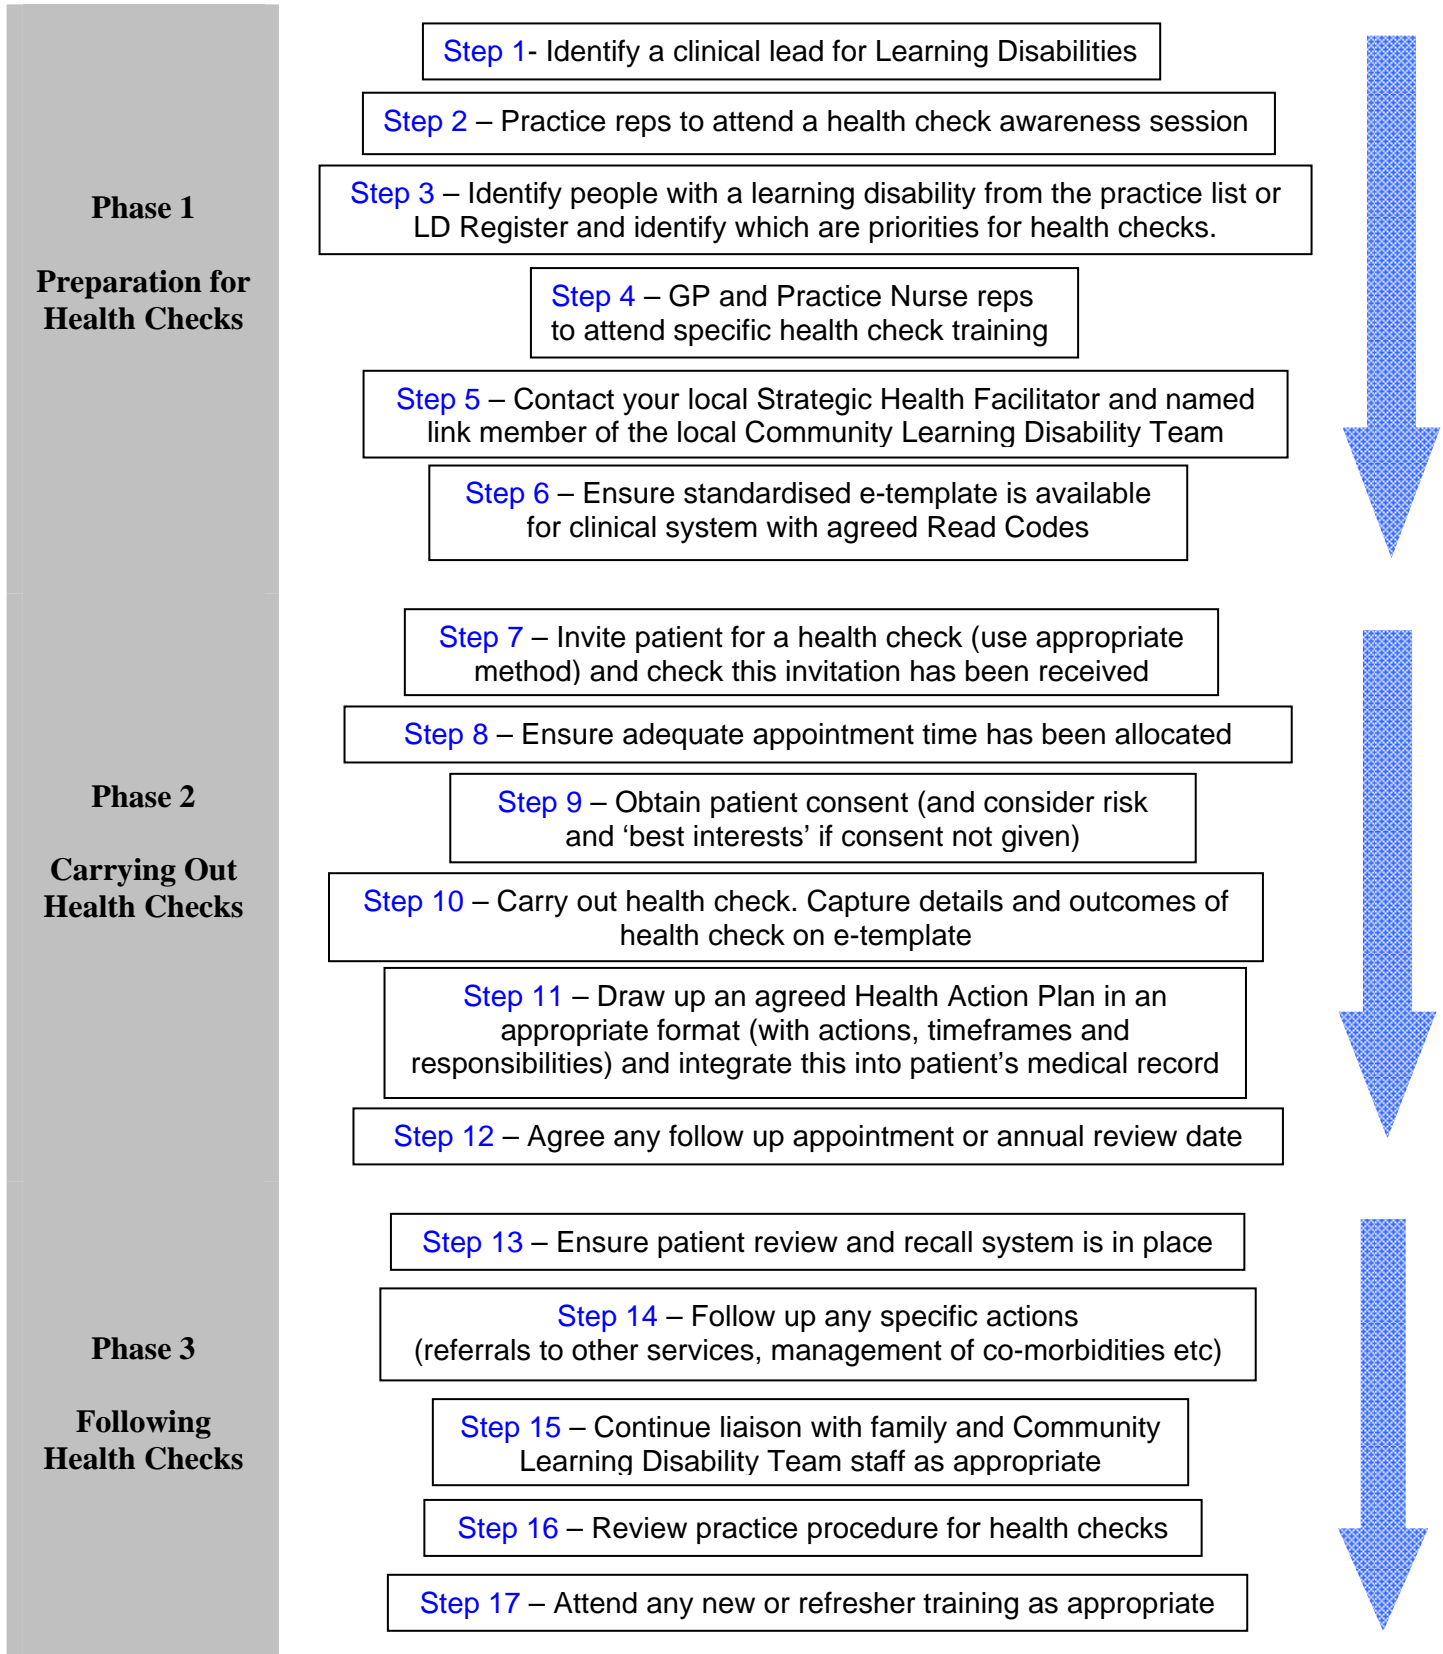 Phase 1
Preparation for
Health Checks
Step 1- Identify a clinical lead for Learning Disabilities
Step 2 – Practice reps to attend a health check awareness session
Step 3 – Identify people with a learning disability from the practice list or
LD Register and identify which are priorities for health checks.
Step 4 – GP and Practice Nurse reps
to attend specific health check training
Step 5 – Contact your local Strategic Health Facilitator and named
link member of the local Community Learning Disability Team
Step 6 – Ensure standardised e-template is available
for clinical system with agreed Read Codes
Phase 2
Carrying Out
Health Checks
Step 7 – Invite patient for a health check (use appropriate
method) and check this invitation has been received
Step 8 – Ensure adequate appointment time has been allocated
Step 9 – Obtain patient consent (and consider risk
and ‘best interests’ if consent not given)
Step 10 – Carry out health check. Capture details and outcomes of
health check on e-template
Step 11 – Draw up an agreed Health Action Plan in an
appropriate format (with actions, timeframes and
responsibilities) and integrate this into patient’s medical record
Step 12 – Agree any follow up appointment or annual review date
Phase 3
Following
Health Checks
Step 13 – Ensure patient review and recall system is in place
Step 14 – Follow up any specific actions
(referrals to other services, management of co-morbidities etc)
Step 15 – Continue liaison with family and Community
Learning Disability Team staff as appropriate
Step 16 – Review practice procedure for health checks
Step 17 – Attend any new or refresher training as appropriate